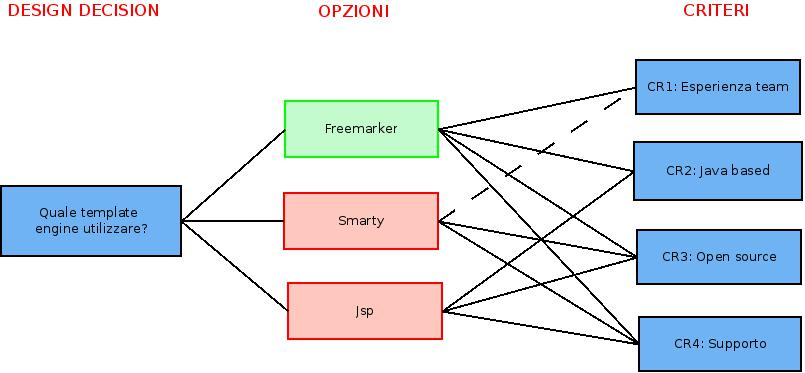 DESIGN DECISION
OPZIONI
CRITERI
Quale template
engine utilizzare?
Freemarker
Smarty
Jsp
CR1: Esperienza team
CR2: Java based
CR3: Open source
CR4: Supporto